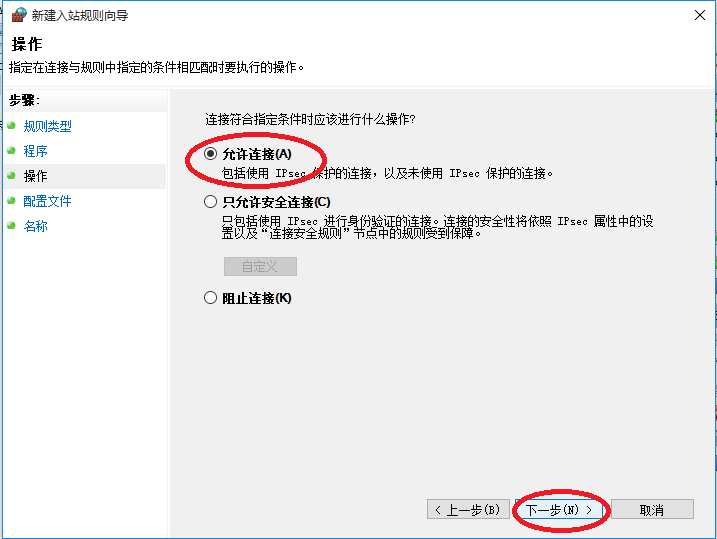 新建入站规则向导
操作
指定在连接与规则中指定的条件相匹配时要执行的操作。
步骤:
规则类型
程序
操作
配置文件
名称
连接符合指定条件时应该进行什么操作?
允许连接(A)
包括使用 IPsec 保护的连接，以及未使用 IPsec 保护的连接。
只允许安全连接(C)
只包括使用 IPsec 进行身份验证的连接。连接的安全性将依照 IPsec 属性中的设
置以及“连接安全规则”节点中的规则受到保障。
自定义
阻止连接(K)
< 上一步(B)
下一步(N) >
取消